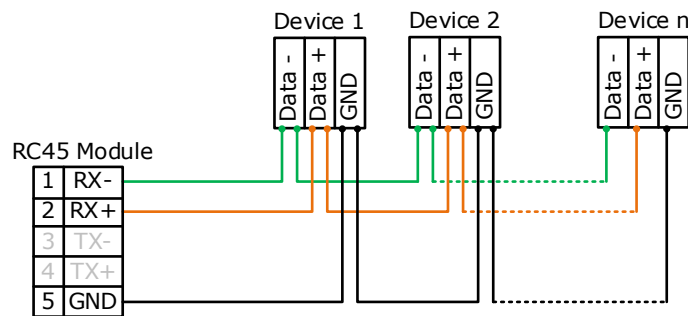 Device 1
Device 2
Device n
Data -
Data +
GND
Data -
Data +
GND
Data -
Data +
GND
RC45 Module
1 RX-
2 RX+
3 TX-
4 TX+
5 GND